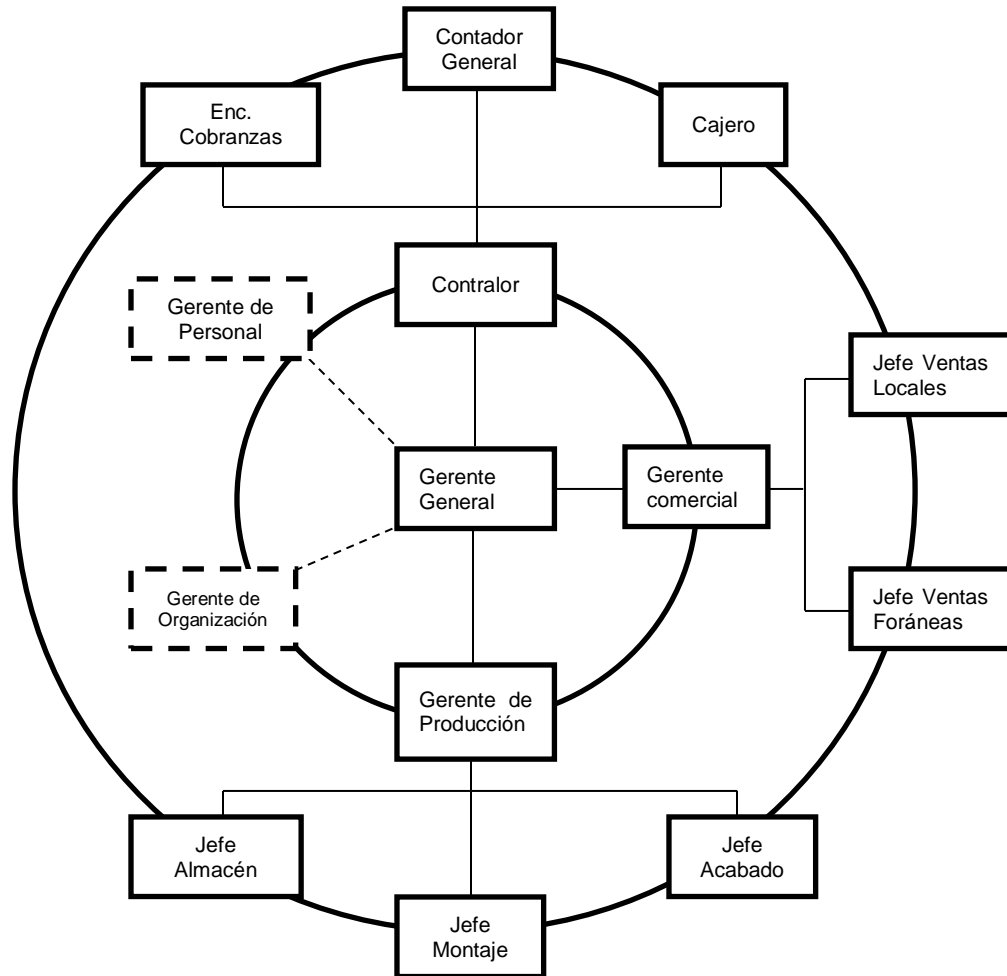 Contador
General
Enc.
Cobranzas
Cajero
Contralor
Gerente de
Personal
Jefe Ventas
Locales
Gerente
General
Gerente
comercial
Gerente de
Organización
Jefe Ventas
Foráneas
Gerente de
Producción
Jefe
Almacén
Jefe
Acabado
Jefe
Montaje